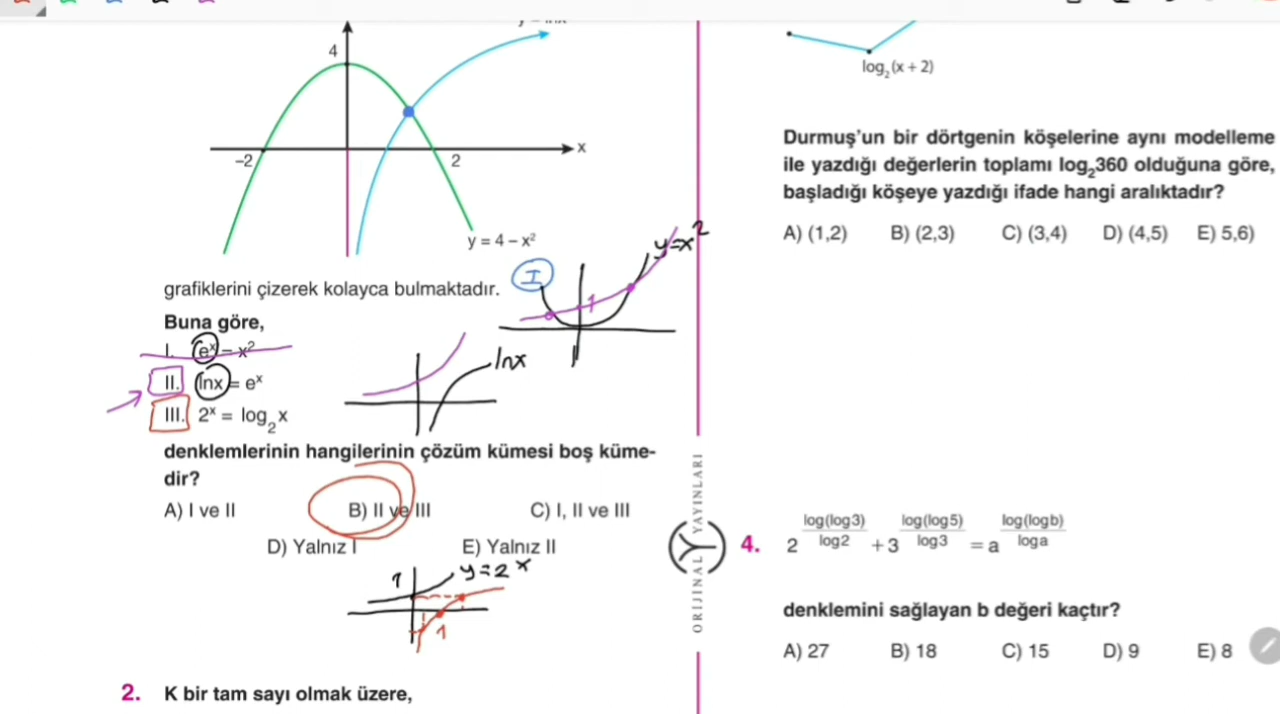 4
-2
2
x
y = 4 – x²
grafiklerini çizerek kolayca bulmaktadır.
I
y=x²
1
Buna göre,
I. eˣ – x²
II. lnx = eˣ
III. 2ˣ = log₂x
lnx
denklemlerinin hangilerinin çözüm kümesi boş küme-
dir?
A) I ve II B) II ve III C) I, II ve III
D) Yalnız I E) Yalnız II
1
y=2ˣ
1
2. K bir tam sayı olmak üzere,
ORİJİNAL YAYINLARI
log₂(x + 2)
Durmuş’un bir dörtgenin köşelerine aynı modelleme
ile yazdığı değerlerin toplamı log₂360 olduğuna göre,
başladığı köşeye yazdığı ifade hangi aralıktadır?
A) (1,2) B) (2,3) C) (3,4) D) (4,5) E) 5,6)
4. 2^(log(log3)/log2) + 3^(log(log5)/log3) = a^(log(logb)/loga)
denklemini sağlayan b değeri kaçtır?
A) 27 B) 18 C) 15 D) 9 E) 8